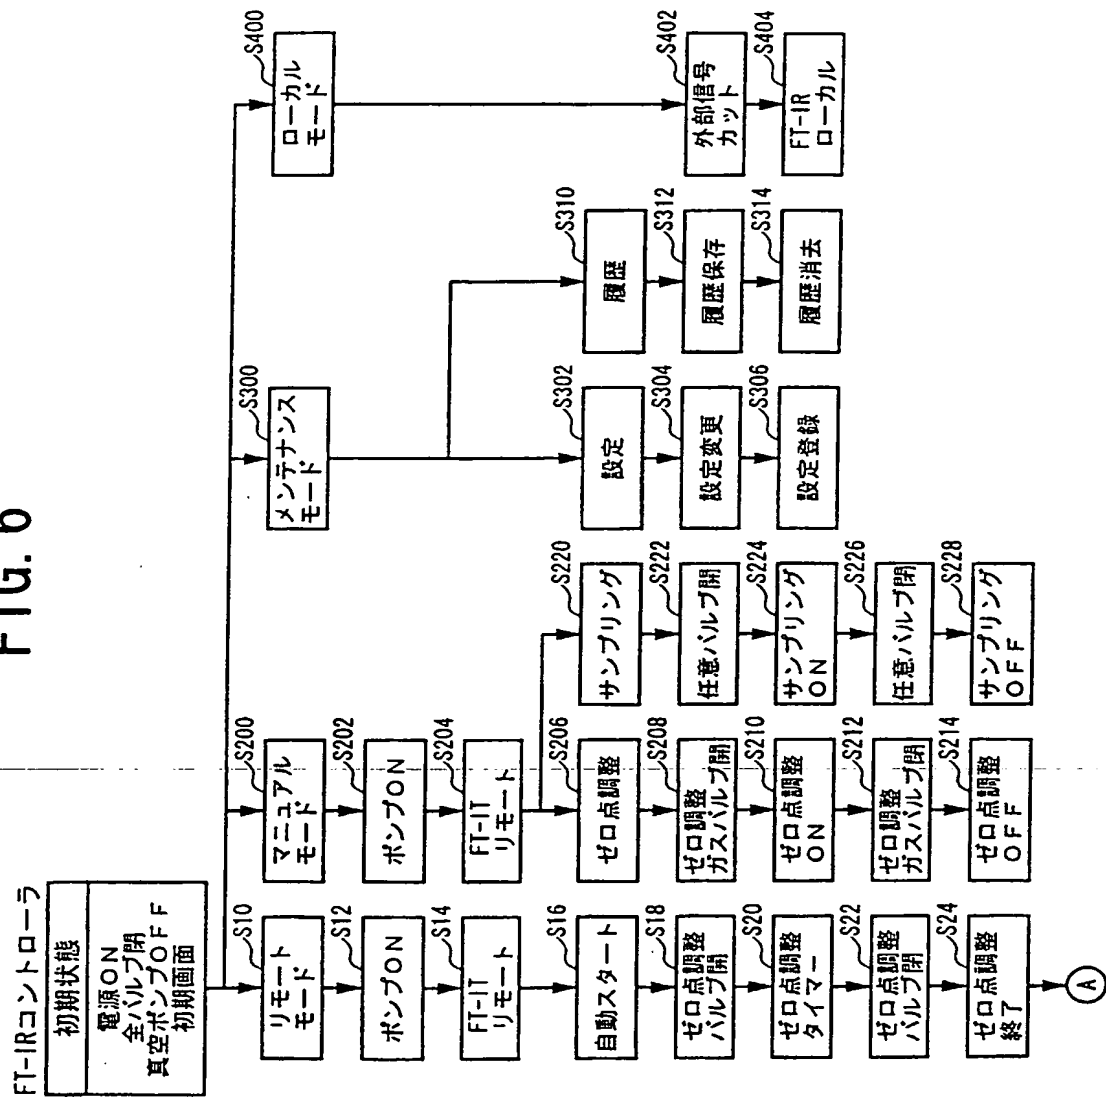 FIG. 6
FT-IRコントローラ
初期状態
電源ON
全バルブ閉
真空ポンプOFF
初期画面
S10
リモート
モード
S12
ポンプON
S14
FT-IT
リモート
S16
自動スタート
S18
ゼロ点調整
バルブ開
S20
ゼロ点調整
タイマー
S22
ゼロ点調整
バルブ閉
S24
ゼロ点調整
終了
A
S200
マニュアル
モード
S202
ポンプON
S204
FT-IT
リモート
S206
ゼロ点調整
S208
ゼロ調整
ガスバルブ開
S210
ゼロ点調整
ON
S212
ゼロ調整
ガスバルブ閉
S214
ゼロ点調整
OFF
S220
サンプリング
S222
任意バルブ開
S224
サンプリング
ON
S226
任意バルブ閉
S228
サンプリング
OFF
S300
メンテナンス
モード
S302
設定
S304
設定変更
S306
設定登録
S310
履歴
S312
履歴保存
S314
履歴消去
S400
ローカル
モード
S402
外部信号
カット
S404
FT-IR
ローカル